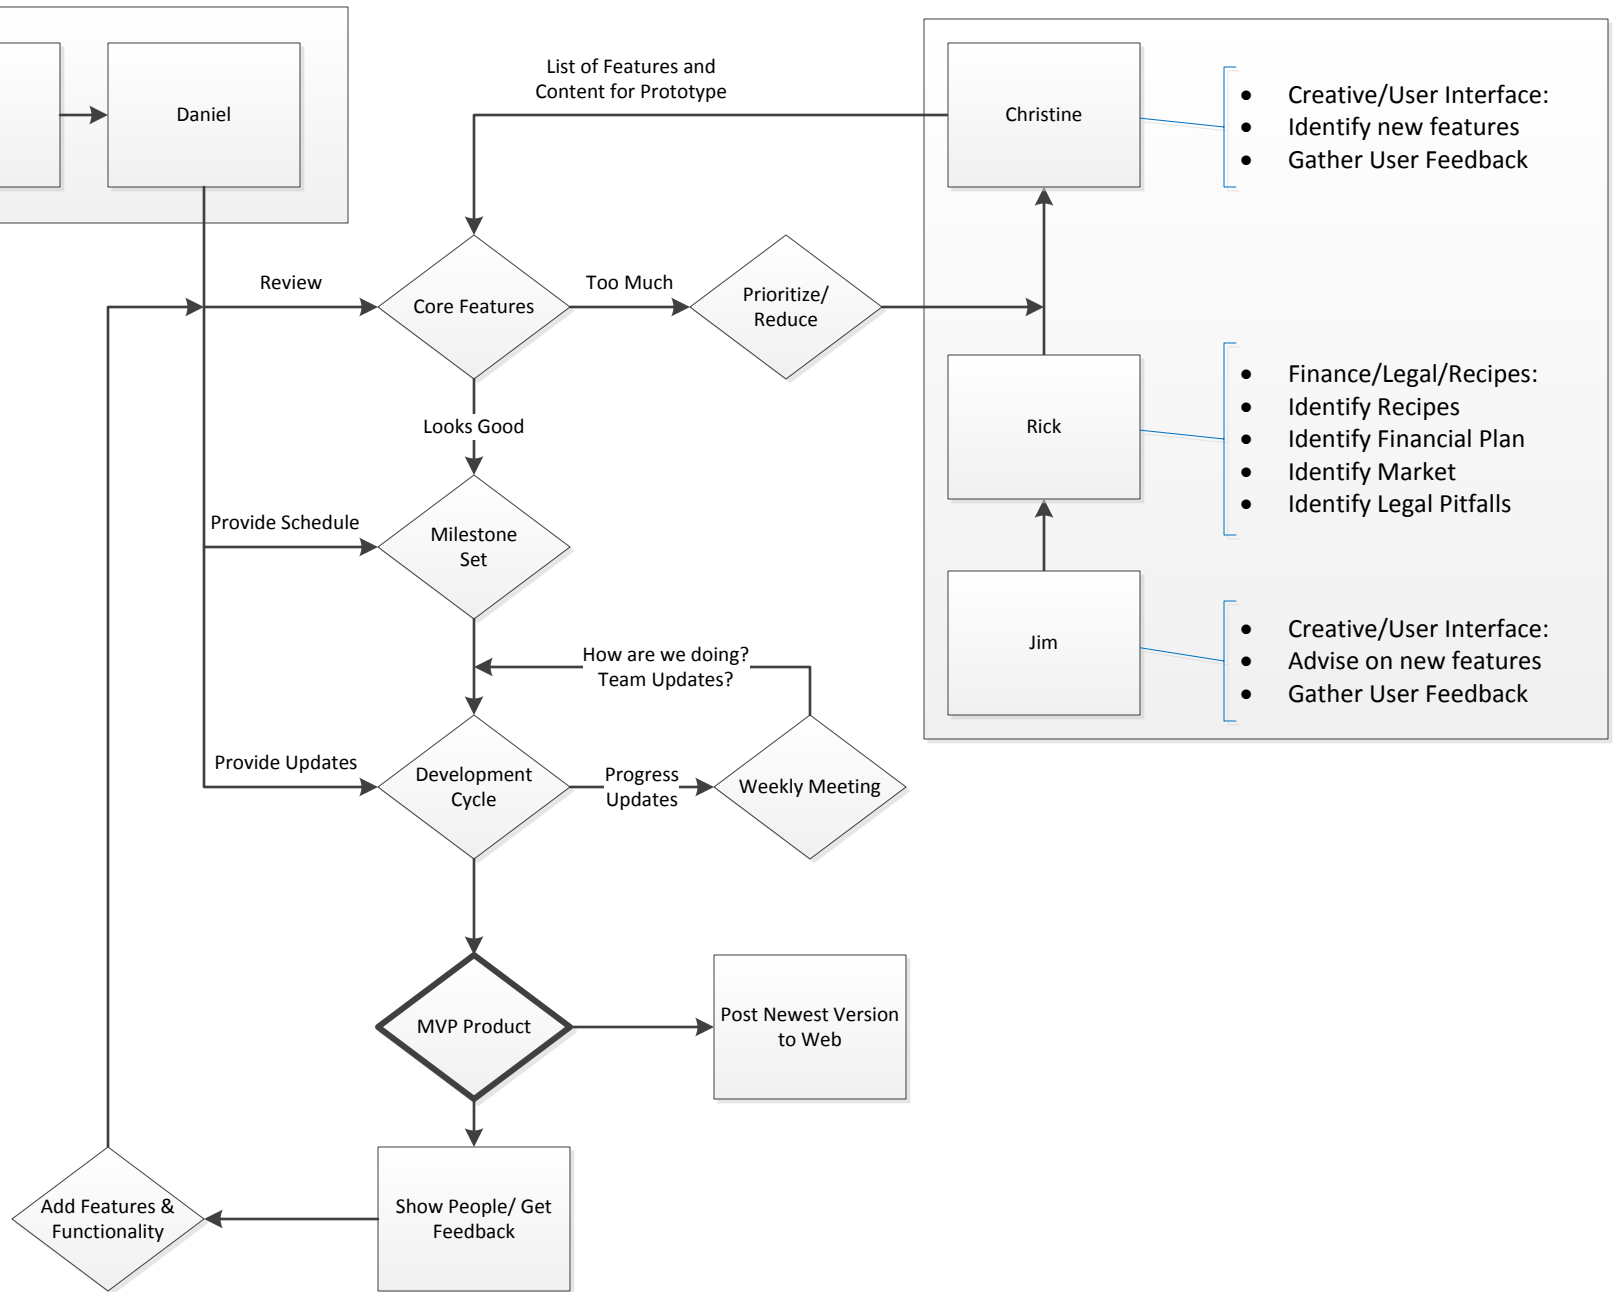 List of Features and
Content for Prototype
Daniel
Christine
• Creative/User Interface:
• Identify new features
• Gather User Feedback
Review
Core Features
Too Much
Prioritize/
Reduce
Looks Good
Rick
• Finance/Legal/Recipes:
• Identify Recipes
• Identify Financial Plan
• Identify Market
• Identify Legal Pitfalls
Provide Schedule
Milestone
Set
How are we doing?
Team Updates?
Jim
• Creative/User Interface:
• Advise on new features
• Gather User Feedback
Provide Updates
Development
Cycle
Progress
Updates
Weekly Meeting
MVP Product
Post Newest Version
to Web
Add Features &
Functionality
Show People/ Get
Feedback